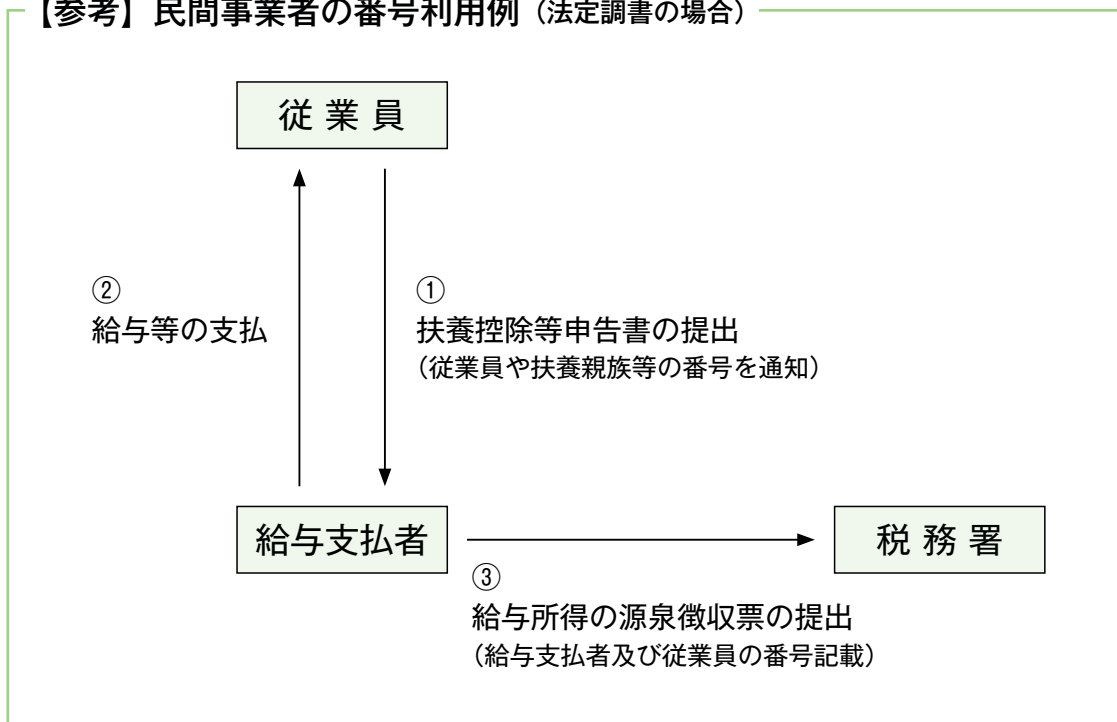 【参考】民間事業者の番号利用例（法定調書の場合）
従業員
②
給与等の支払
①
扶養控除等申告書の提出
（従業員や扶養親族等の番号を通知）
給与支払者
税務署
③
給与所得の源泉徴収票の提出
（給与支払者及び従業員の番号記載）